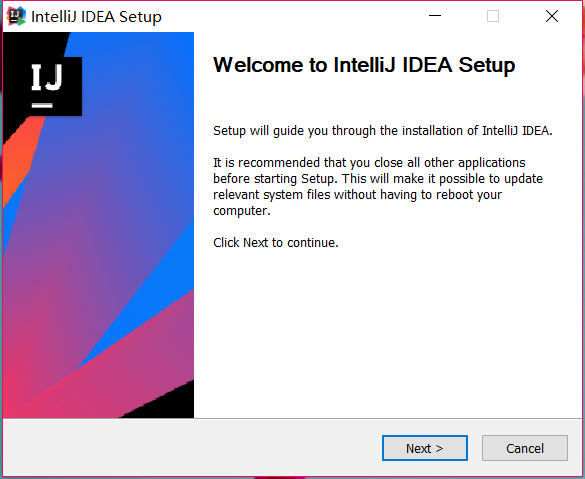 IntelliJ IDEA Setup
IJ
Welcome to IntelliJ IDEA Setup
Setup will guide you through the installation of IntelliJ IDEA.
It is recommended that you close all other applications
before starting Setup. This will make it possible to update
relevant system files without having to reboot your
computer.
Click Next to continue.
Next >
Cancel